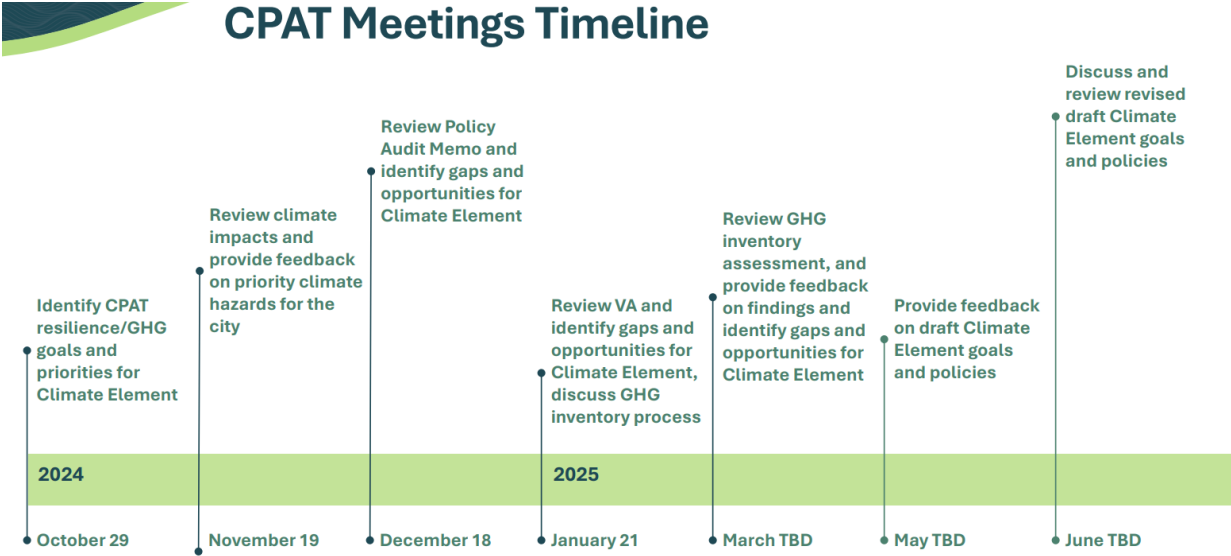 CPAT Meetings Timeline
Identify CPAT
resilience/GHG
goals and
priorities for
Climate Element
Review climate
impacts and
provide feedback
on priority climate
hazards for the
city
Review Policy
Audit Memo and
identify gaps and
opportunities for
Climate Element
Review VA and
identify gaps and
opportunities for
Climate Element,
discuss GHG
inventory process
Review GHG
inventory
assessment, and
provide feedback
on findings and
identify gaps and
opportunities for
Climate Element
Provide feedback
on draft Climate
Element goals
and policies
Discuss and
review revised
draft Climate
Element goals
and policies
2024
2025
October 29
November 19
December 18
January 21
March TBD
May TBD
June TBD